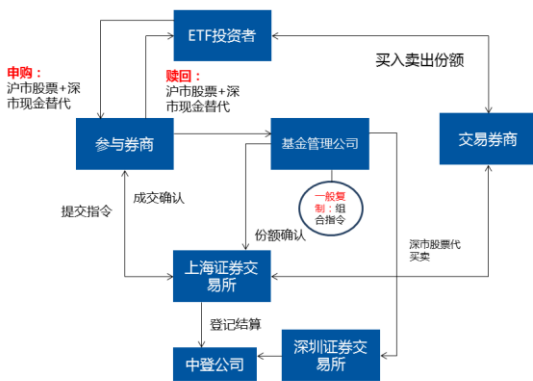 ETF投资者
申购：
沪市股票+深
市现金替代
赎回：
沪市股票+深
市现金替代
买入卖出份额
参与券商
基金管理公司
交易券商
一般复
制：组
合指令
提交指令
成交确认
份额确认
深市股票代
买卖
上海证券交
易所
登记结算
中登公司
深圳证券交
易所